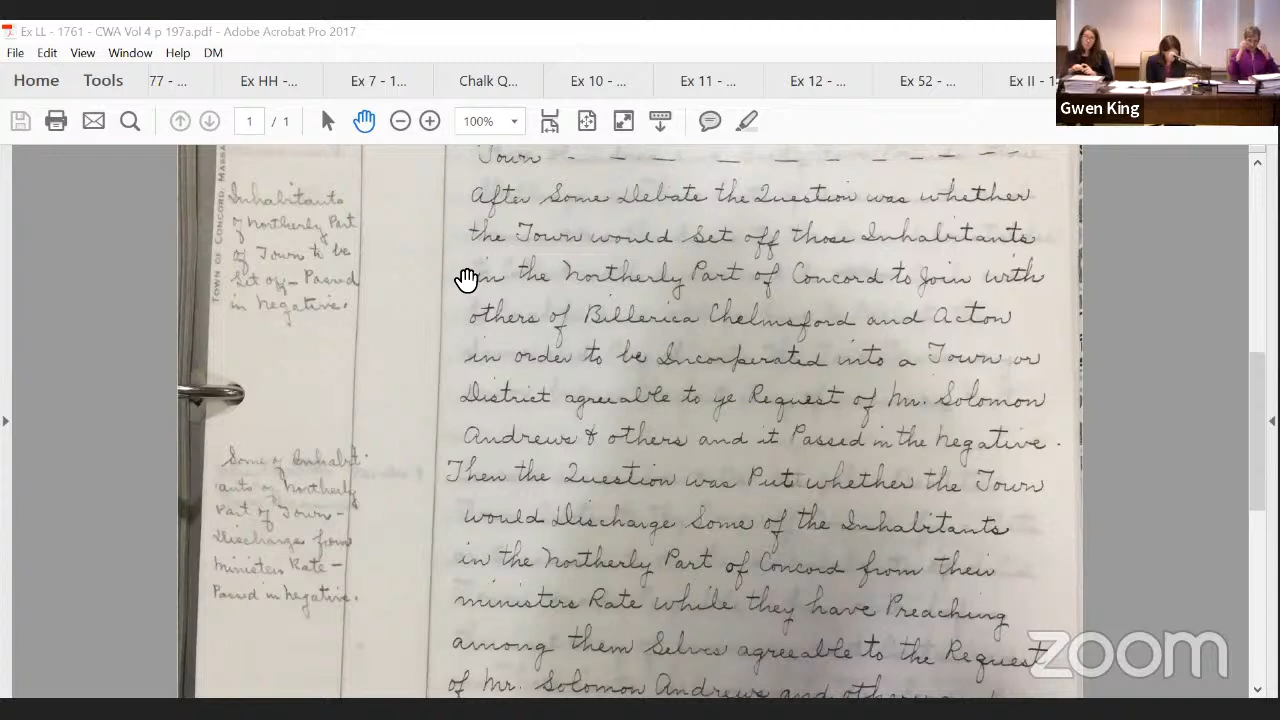 Ex LL - 1761 - CWA Vol 4 p 197a.pdf - Adobe Acrobat Pro 2017
File Edit View Window Help DM
Home Tools 77 - ... Ex HH -... Ex 7 - 1... Chalk Q... Ex 10 - ... Ex 11 - ... Ex 12 - ... Ex 52 - ... Ex II - 1
1 / 1 100%
Gwen King
TOWN OF CONCORD, MASSA
Inhabitants
of Northerly Part
of Town to be
Set off - Passed
in Negative.
Some of Inhabit
ants in Northerly
Part of Town -
Discharge from
Ministers Rate -
Passed in Negative.
Town - - - - - - - - -
After Some Debate the Question was whether
the Town would Set off those Inhabitants
in the Northerly Part of Concord to Join with
others of Billerica Chelmsford and Acton
in order to be Incorperated into a Town or
District agreeable to ye Request of Mr. Solomon
Andrews & others and it Passed in the Negative.
Then the Question was Put whether the Town
would Discharge Some of the Inhabitants
in the Northerly Part of Concord from their
ministers Rate while they have Preaching
among them Selves agreeable to the Request
of Mr. Solomon Andrews and others
zoom